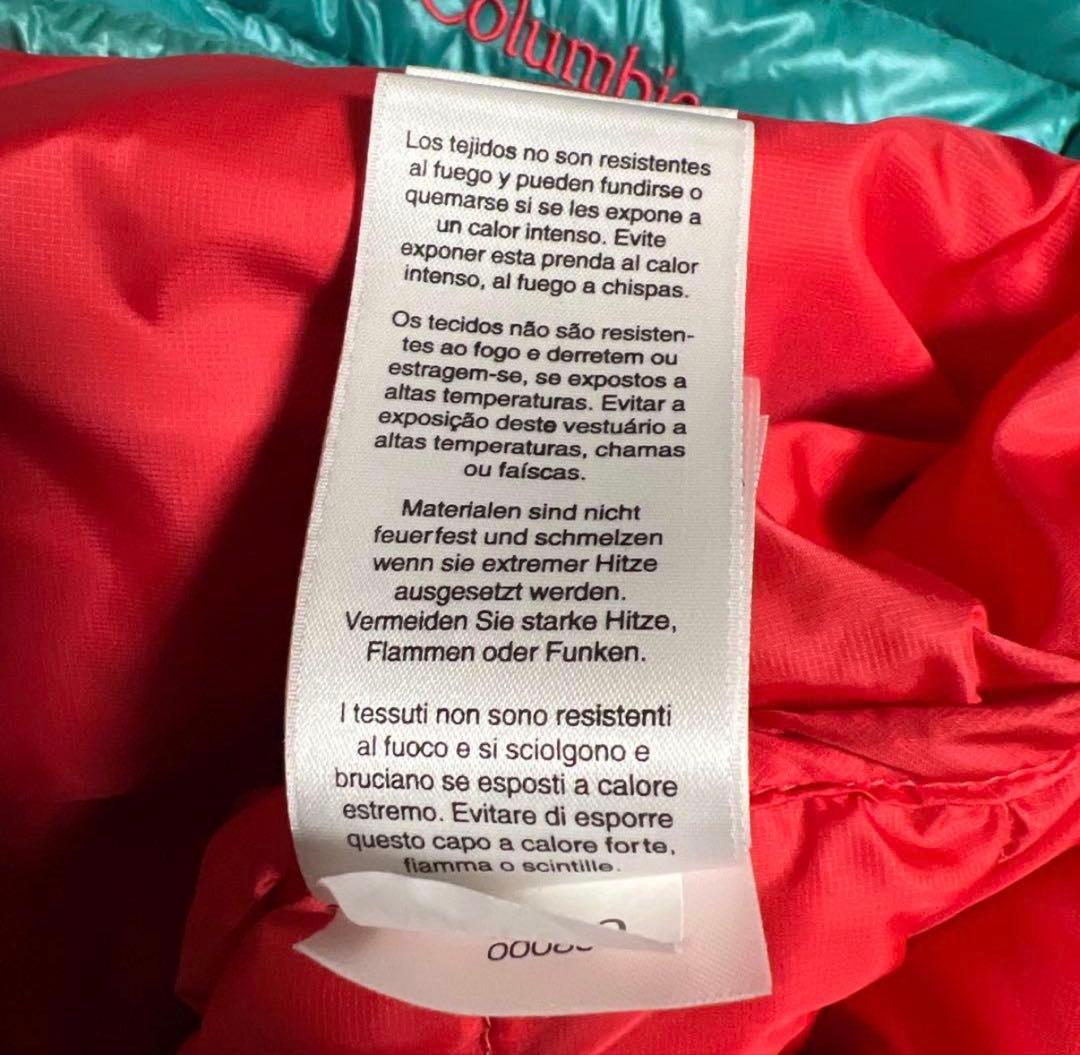 Columbia
Los tejidos no son resistentes
al fuego y pueden fundirse o
quemarse si se les expone a
un calor intenso. Evite
exponer esta prenda al calor
intenso, al fuego a chispas.
Os tecidos não são resisten-
tes ao fogo e derretem ou
estragem-se, se expostos a
altas temperaturas. Evitar a
exposição deste vestuário a
altas temperaturas, chamas
ou faíscas.
Materialen sind nicht
feuerfest und schmelzen
wenn sie extremer Hitze
ausgesetzt werden.
Vermeiden Sie starke Hitze,
Flammen oder Funken.
I tessuti non sono resistenti
al fuoco e si sciolgono e
bruciano se esposti a calore
estremo. Evitare di esporre
questo capo a calore forte,
fiamma o scintille.